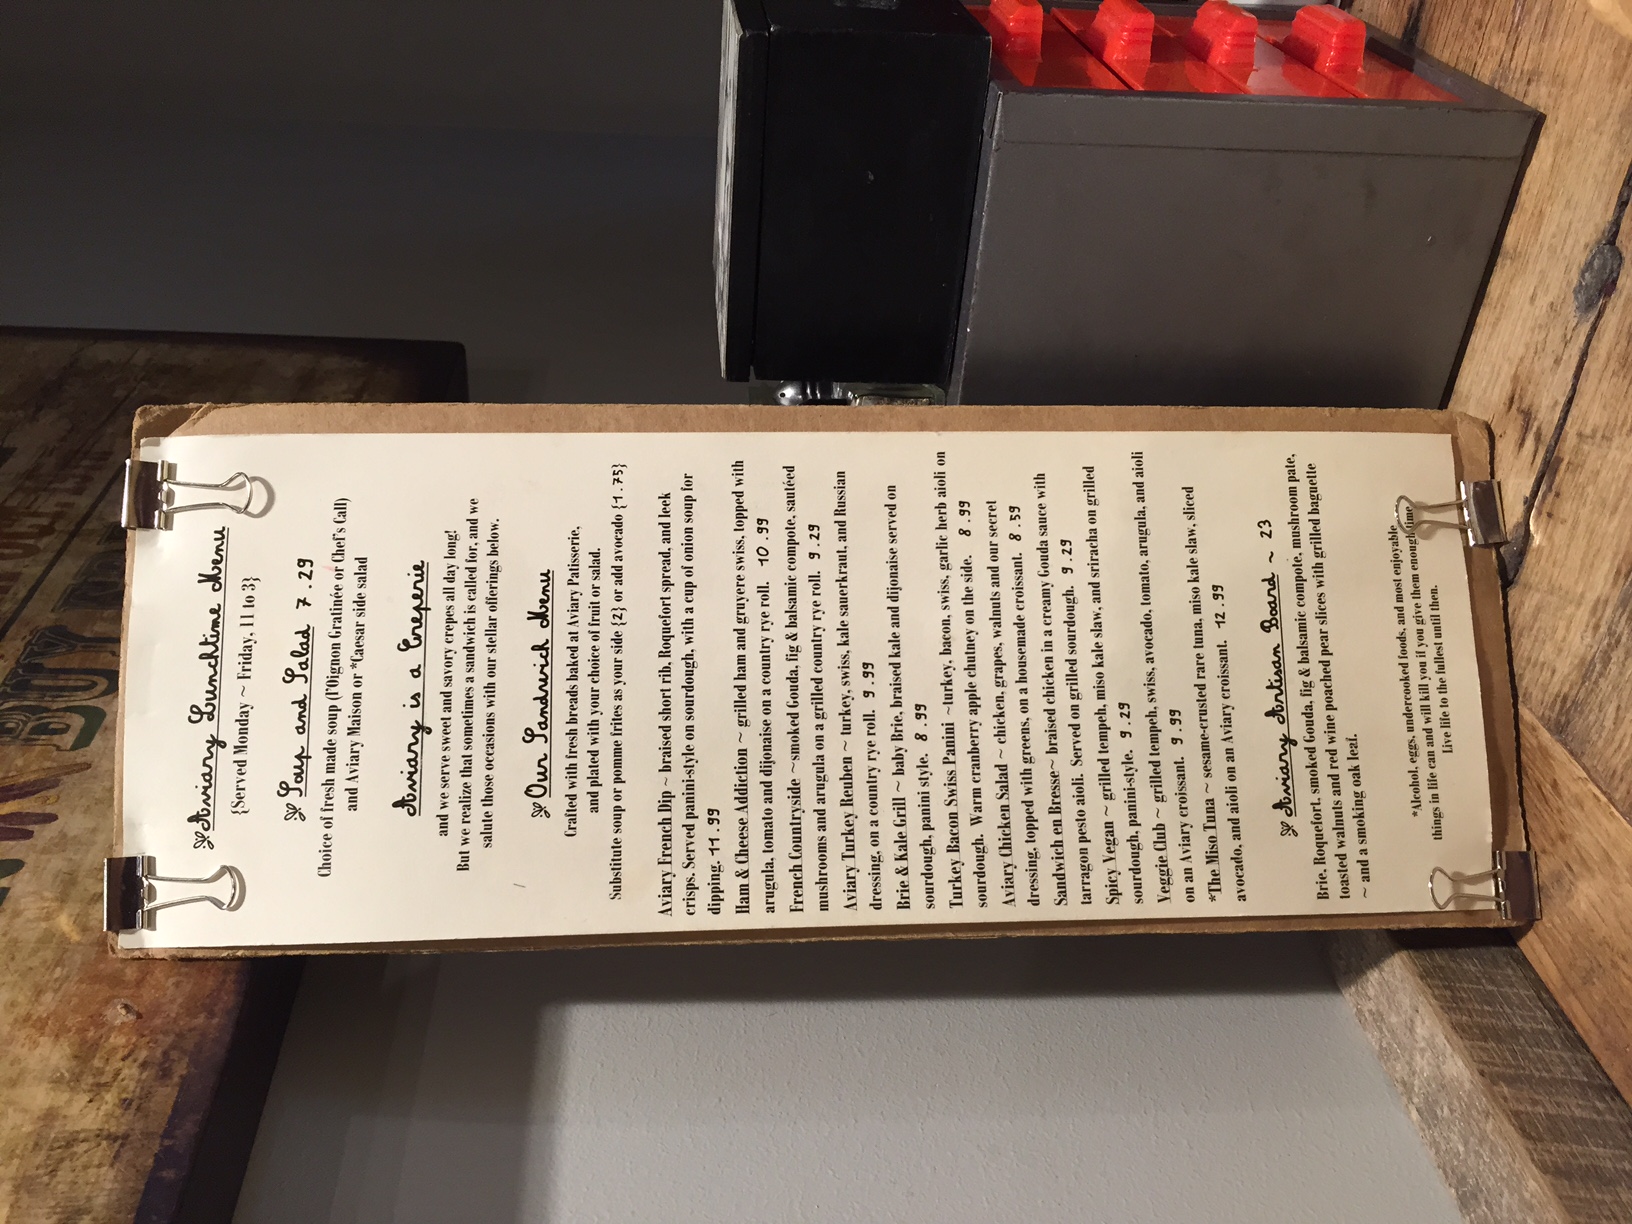 Aviary Lunchtime Menu
{Served Monday ~ Friday, 11 to 3}
Soup and Salad 7.29
Choice of fresh made soup (l'Oignon Gratinée or Chef's Call)
and Aviary Maison or *Caesar side salad
Aviary is a Creperie
and we serve sweet and savory crepes all day long!
But we realize that sometimes a sandwich is called for, and we
salute those occasions with our stellar offerings below.
Our Sandwich Menu
Crafted with fresh breads baked at Aviary Patisserie,
and plated with your choice of fruit or salad.
Substitute soup or pomme frites as your side {2} or add avocado {1.75}
Aviary French Dip ~ braised short rib, Roquefort spread, and leek
crisps. Served panini-style on sourdough, with a cup of onion soup for
dipping. 11.99
Ham & Cheese Addiction ~ grilled ham and gruyere swiss, topped with
arugula, tomato and dijonaise on a country rye roll. 10.99
French Countryside ~smoked Gouda, fig & balsamic compote, sautéed
mushrooms and arugula on a grilled country rye roll. 9.29
Aviary Turkey Reuben ~ turkey, swiss, kale sauerkraut, and Russian
dressing, on a country rye roll. 9.99
Brie & Kale Grill ~ baby Brie, braised kale and dijonaise served on
sourdough, panini style. 8.99
Turkey Bacon Swiss Panini ~turkey, bacon, swiss, garlic herb aioli on
sourdough. Warm cranberry apple chutney on the side. 8.99
Aviary Chicken Salad ~ chicken, grapes, walnuts and our secret
dressing, topped with greens, on a housemade croissant. 8.59
Sandwich en Bresse~ braised chicken in a creamy Gouda sauce with
tarragon pesto aioli. Served on grilled sourdough. 9.29
Spicy Vegan ~ grilled tempeh, miso kale slaw, and sriracha on grilled
sourdough, panini-style. 9.29
Veggie Club ~ grilled tempeh, swiss, avocado, tomato, arugula, and aioli
on an Aviary croissant. 9.99
*The Miso Tuna ~ sesame-crusted rare tuna, miso kale slaw, sliced
avocado, and aioli on an Aviary croissant. 12.99
Aviary Artisan Board ~ 23
Brie, Roquefort, smoked Gouda, fig & balsamic compote, mushroom pate,
toasted walnuts and red wine poached pear slices with grilled baguette
~ and a smoking oak leaf.
*Alcohol, eggs, undercooked foods, and most enjoyable
things in life can and will kill you if you give them enough time.
Live life to the fullest until then.
BUY